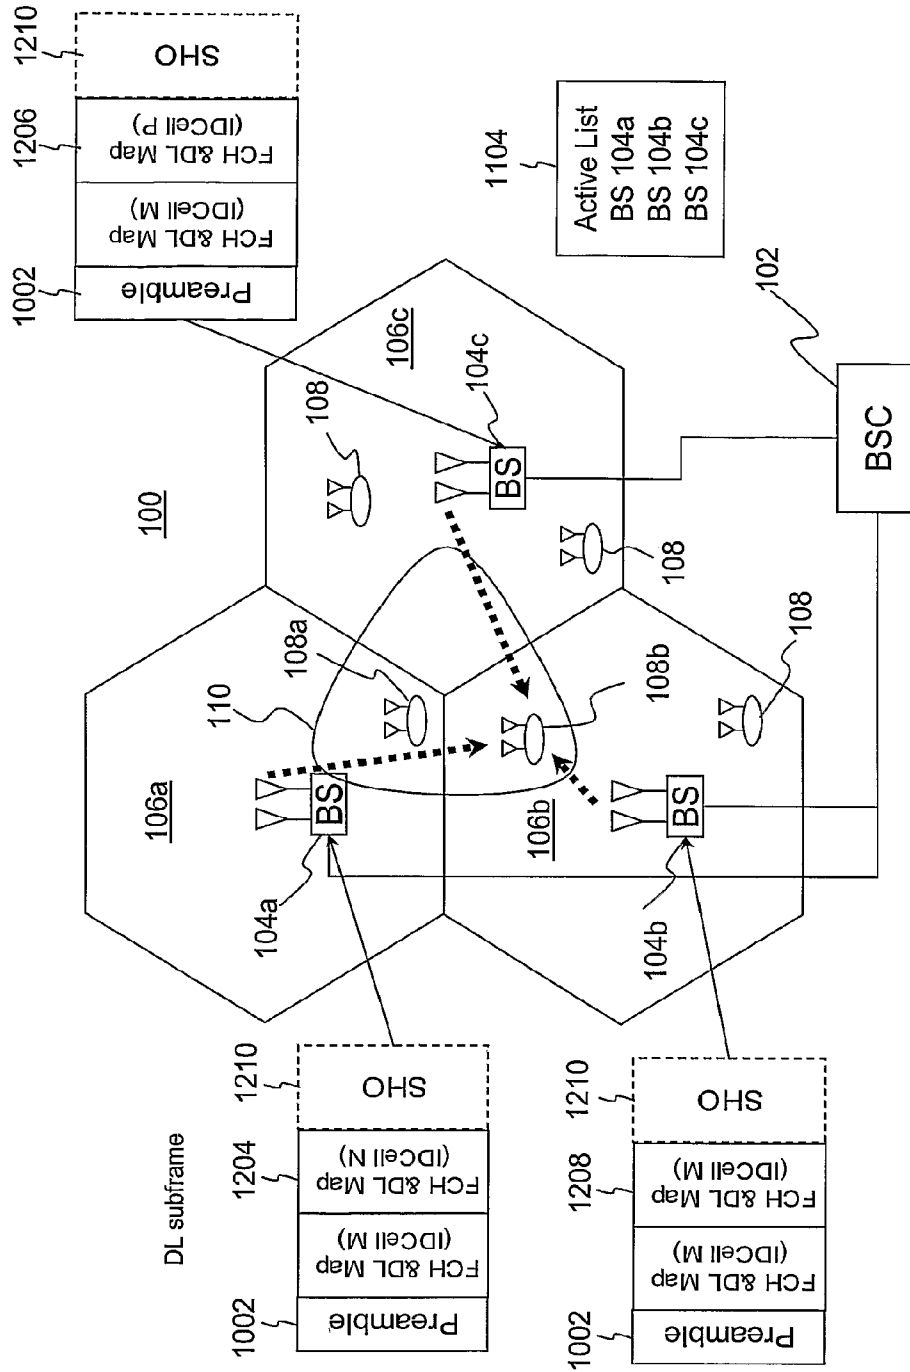 1002
1206
1210
Preamble
FCH &DL Map
(IDCell M)
FCH &DL Map
(IDCell P)
SHO
DL subframe
1002
1204
1210
Preamble
FCH &DL Map
(IDCell M)
FCH &DL Map
(IDCell N)
SHO
100
106a
104a
BS
110
108a
106c
108
104c
BS
108
1002
1208
1210
Preamble
FCH &DL Map
(IDCell M)
FCH &DL Map
(IDCell M)
SHO
106b
104b
BS
108b
108
1104
Active List
BS 104a
BS 104b
BS 104c
102
BSC